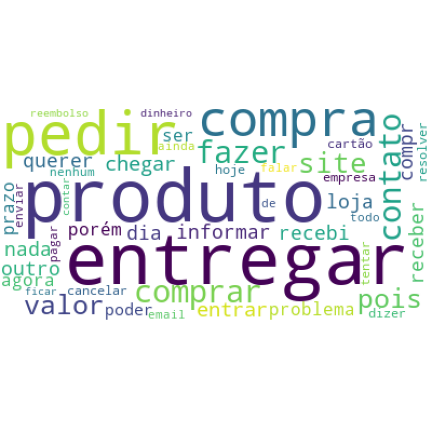 reembolso
dinheiro
pedir
compra
ser
ainda
cartão
contato
compr
resolver
querer
chegar
fazer
site
nenhum
hoje
falar
empresa
prazo
enviar
produto
contar
de
loja
todo
porém
dia
informar
recebi
receber
nada
pagar
entregar
tentar
outro
agora
ficar
cancelar
comprar
pois
valor
poder
email
entrar
problema
dizer